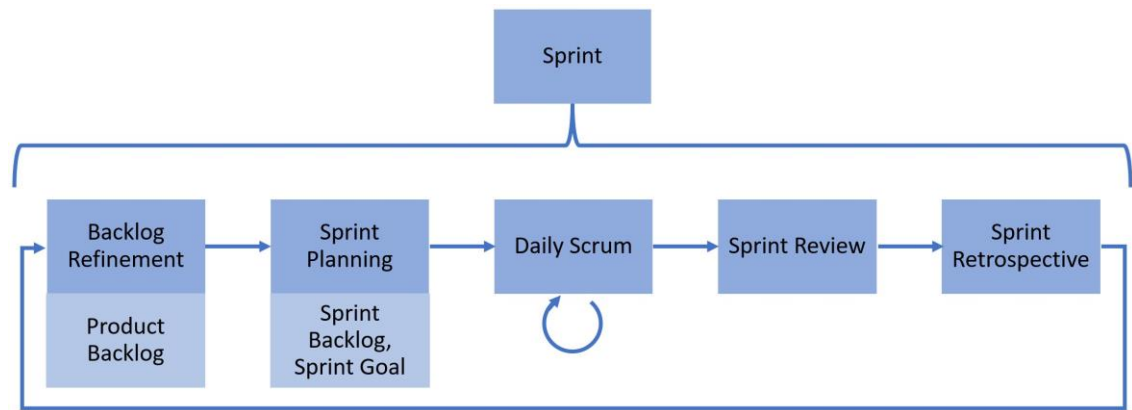 Sprint
Backlog
Refinement
Sprint
Planning
Daily Scrum
Sprint Review
Sprint
Retrospective
Product
Backlog
Sprint
Backlog,
Sprint Goal